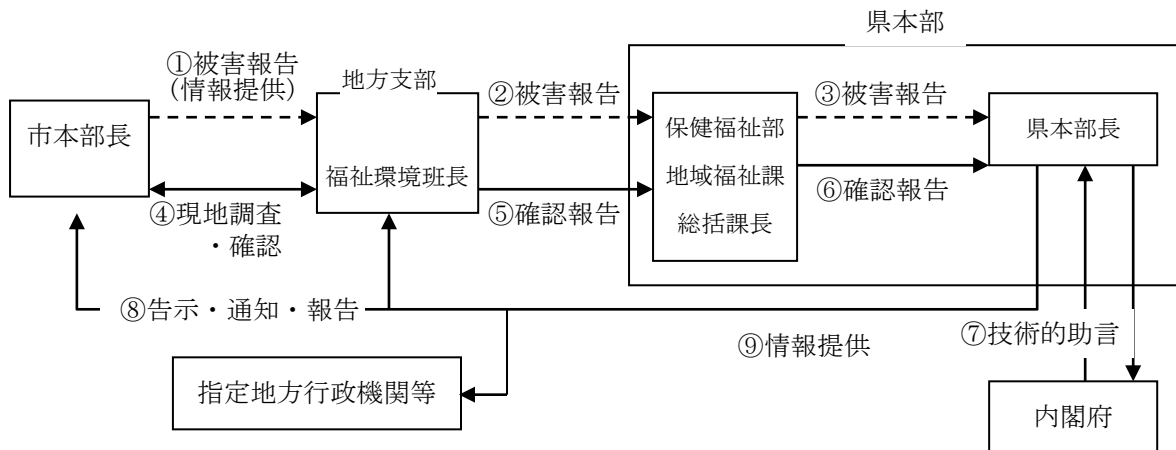 県本部
①被害報告
(情報提供)
地方支部
②被害報告
③被害報告
市本部長
福祉環境班長
保健福祉部
地域福祉課
総括課長
県本部長
④現地調査
・確認
⑤確認報告
⑥確認報告
⑧告示・通知・報告
⑨情報提供
⑦技術的助言
指定地方行政機関等
内閣府